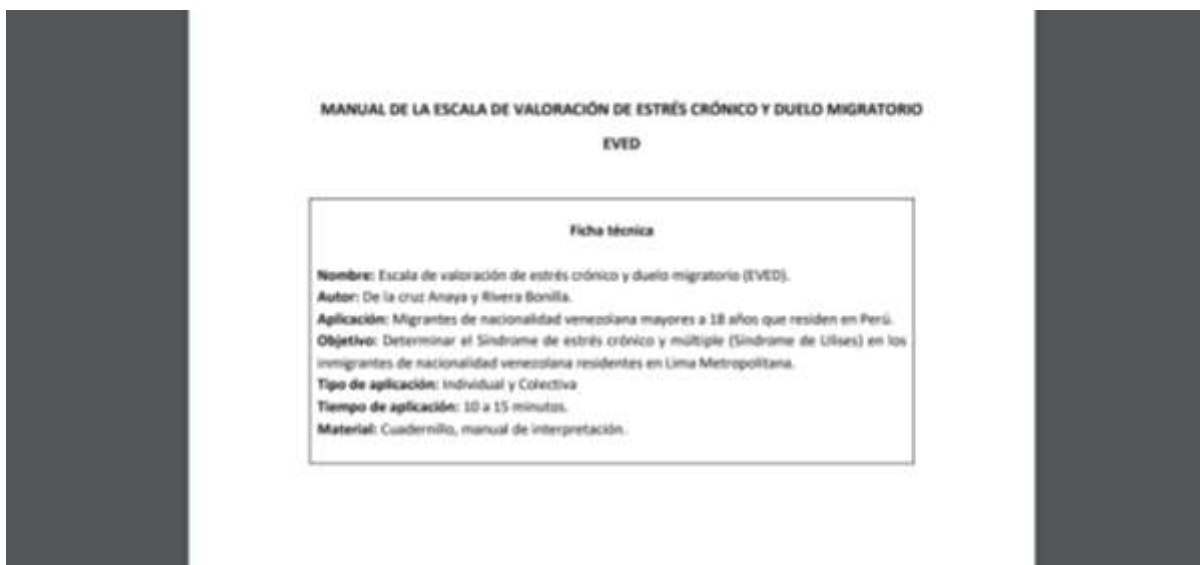 MANUAL DE LA ESCALA DE VALORACIÓN DE ESTRÉS CRÓNICO Y DUELO MIGRATORIO
EVED
Ficha técnica
Nombre: Escala de valoración de estrés crónico y duelo migratorio (EVED).
Autor: De la cruz Anaya y Rivera Bonilla.
Aplicación: Migrantes de nacionalidad venezolana mayores a 18 años que residen en Perú.
Objetivo: Determinar el Síndrome de estrés crónico y múltiple (Síndrome de Ulises) en los
inmigrantes de nacionalidad venezolana residentes en Lima Metropolitana.
Tipo de aplicación: Individual y Colectiva
Tiempo de aplicación: 10 a 15 minutos.
Material: Cuadernillo, manual de interpretación.